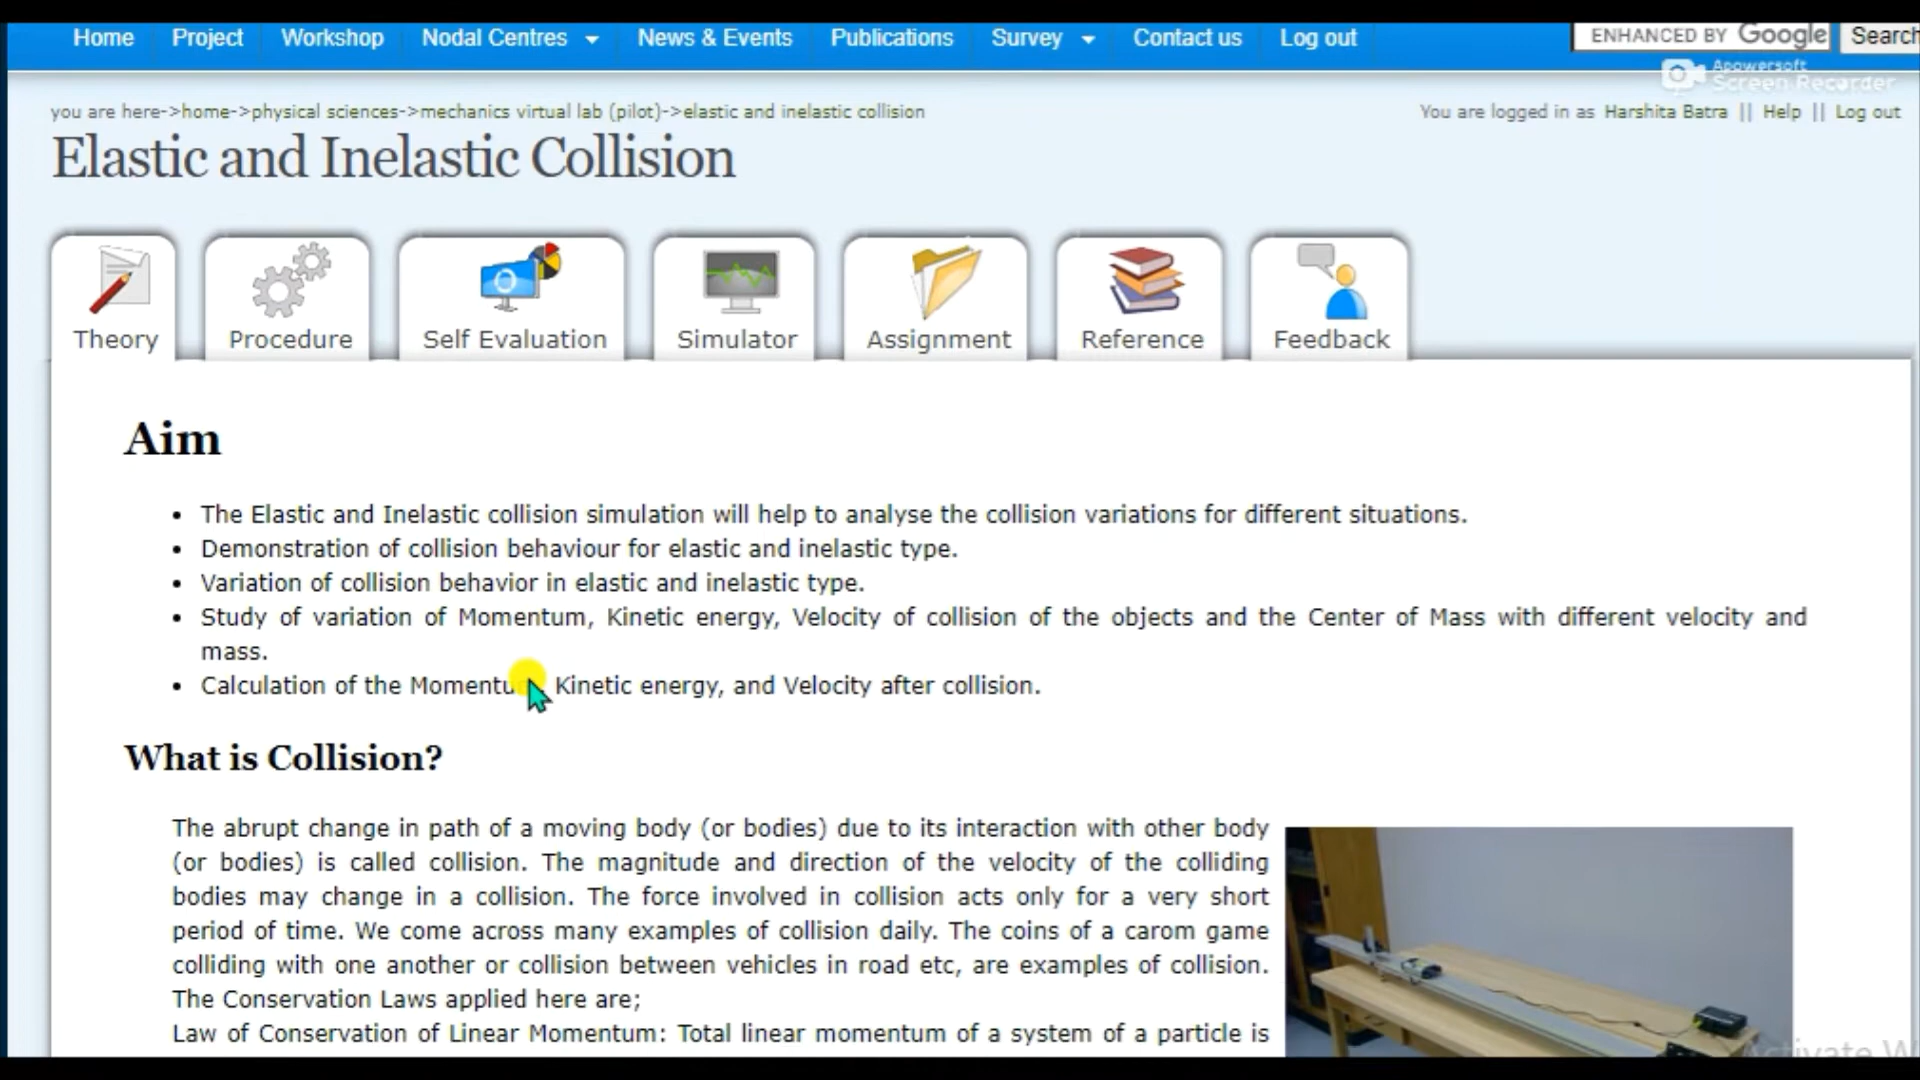 Home Project Workshop Nodal Centres News & Events Publications Survey Contact us Log out ENHANCED BY Google Search
Apowersoft
Screen Recorder
you are here->home->physical sciences->mechanics virtual lab (pilot)->elastic and inelastic collision You are logged in as Harshita Batra || Help || Log out
Elastic and Inelastic Collision
Theory Procedure Self Evaluation Simulator Assignment Reference Feedback
Aim
• The Elastic and Inelastic collision simulation will help to analyse the collision variations for different situations.
• Demonstration of collision behaviour for elastic and inelastic type.
• Variation of collision behavior in elastic and inelastic type.
• Study of variation of Momentum, Kinetic energy, Velocity of collision of the objects and the Center of Mass with different velocity and
mass.
• Calculation of the Momentu Kinetic energy, and Velocity after collision.
What is Collision?
The abrupt change in path of a moving body (or bodies) due to its interaction with other body
(or bodies) is called collision. The magnitude and direction of the velocity of the colliding
bodies may change in a collision. The force involved in collision acts only for a very short
period of time. We come across many examples of collision daily. The coins of a carom game
colliding with one another or collision between vehicles in road etc, are examples of collision.
The Conservation Laws applied here are;
Law of Conservation of Linear Momentum: Total linear momentum of a system of a particle is
Activate W